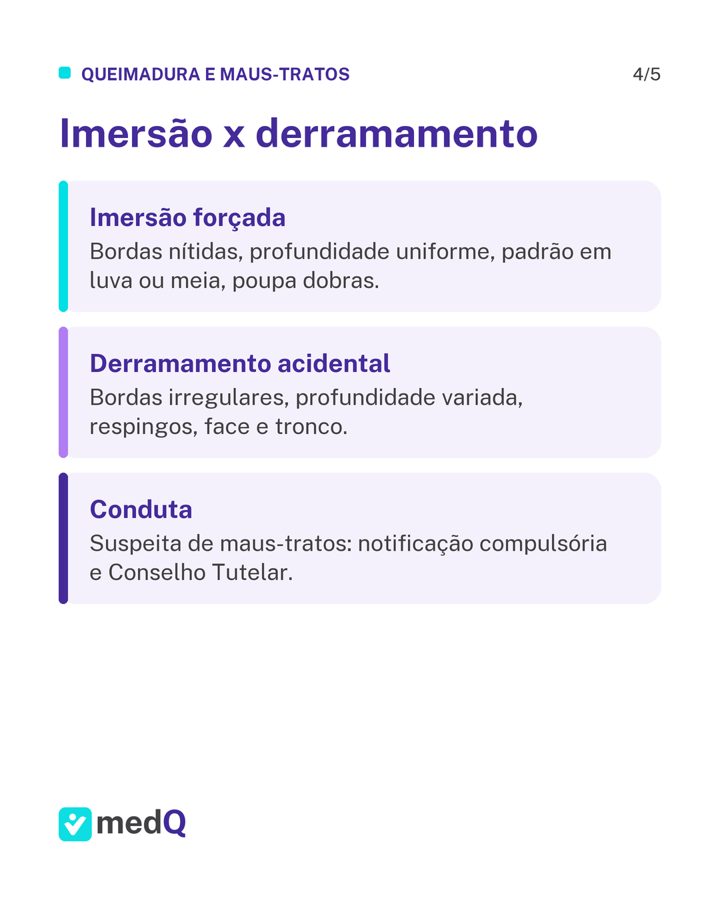 QUEIMADURA E MAUS-TRATOS
4/5
Imersão x derramamento
Imersão forçada
Bordas nítidas, profundidade uniforme, padrão em
luva ou meia, poupa dobras.
Derramamento acidental
Bordas irregulares, profundidade variada,
respingos, face e tronco.
Conduta
Suspeita de maus-tratos: notificação compulsória
e Conselho Tutelar.
medQ